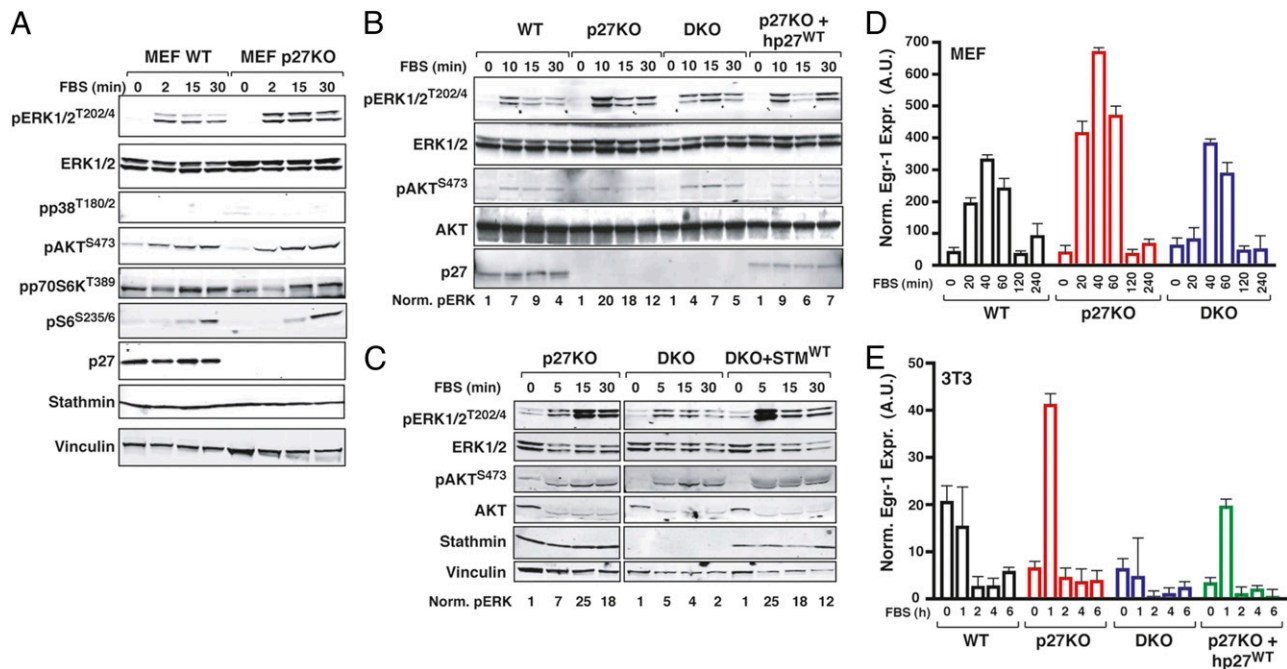 A
MEF WT MEF p27KO
FBS (min) 0 2 15 30 0 2 15 30
pERK1/2T202/4
ERK1/2
pp38T180/2
pAKTS473
pp70S6KT389
pS6S235/6
p27
Stathmin
Vinculin
B
WT p27KO DKO p27KO +
hp27WT
FBS (min) 0 10 15 30 0 10 15 30 0 10 15 30 0 10 15 30
pERK1/2T202/4
ERK1/2
pAKTS473
AKT
p27
Norm. pERK 1 7 9 4 1 20 18 12 1 4 7 5 1 9 6 7
C
p27KO DKO DKO+STMWT
FBS (min) 0 5 15 30 0 5 15 30 0 5 15 30
pERK1/2T202/4
ERK1/2
pAKTS473
AKT
Stathmin
Vinculin
Norm. pERK 1 7 25 18 1 5 4 2 1 25 18 12
D
MEF
Norm. Egr-1 Expr. (A.U.)
700
600
500
400
300
200
100
0
FBS (min) 0 20 40 60 120 240 0 20 40 60 120 240 0 20 40 60 120 240
WT p27KO DKO
E
3T3
Norm. Egr-1 Expr. (A.U.)
50
40
30
20
10
0
FBS (h) 0 1 2 4 6 0 1 2 4 6 0 1 2 4 6 0 1 2 4 6
WT p27KO DKO p27KO +
hp27WT